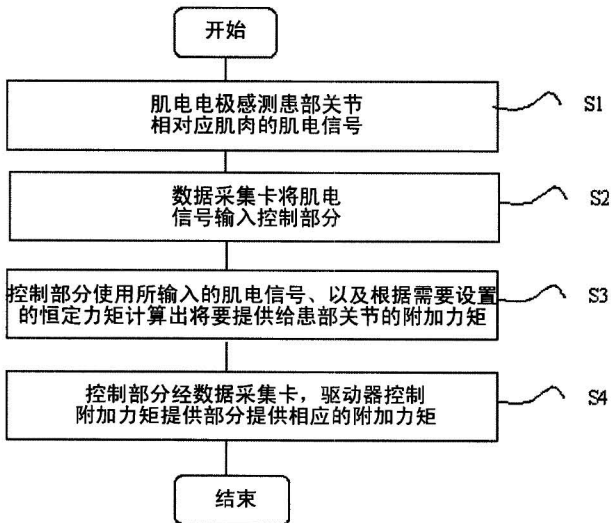 开始
肌电电极感测患部关节
相对应肌肉的肌电信号
S1
数据采集卡将肌电
信号输入控制部分
S2
控制部分使用所输入的肌电信号、以及根据需要设置
的恒定力矩计算出将要提供给患部关节的附加力矩
S3
控制部分经数据采集卡，驱动器控制
附加力矩提供部分提供相应的附加力矩
S4
结束